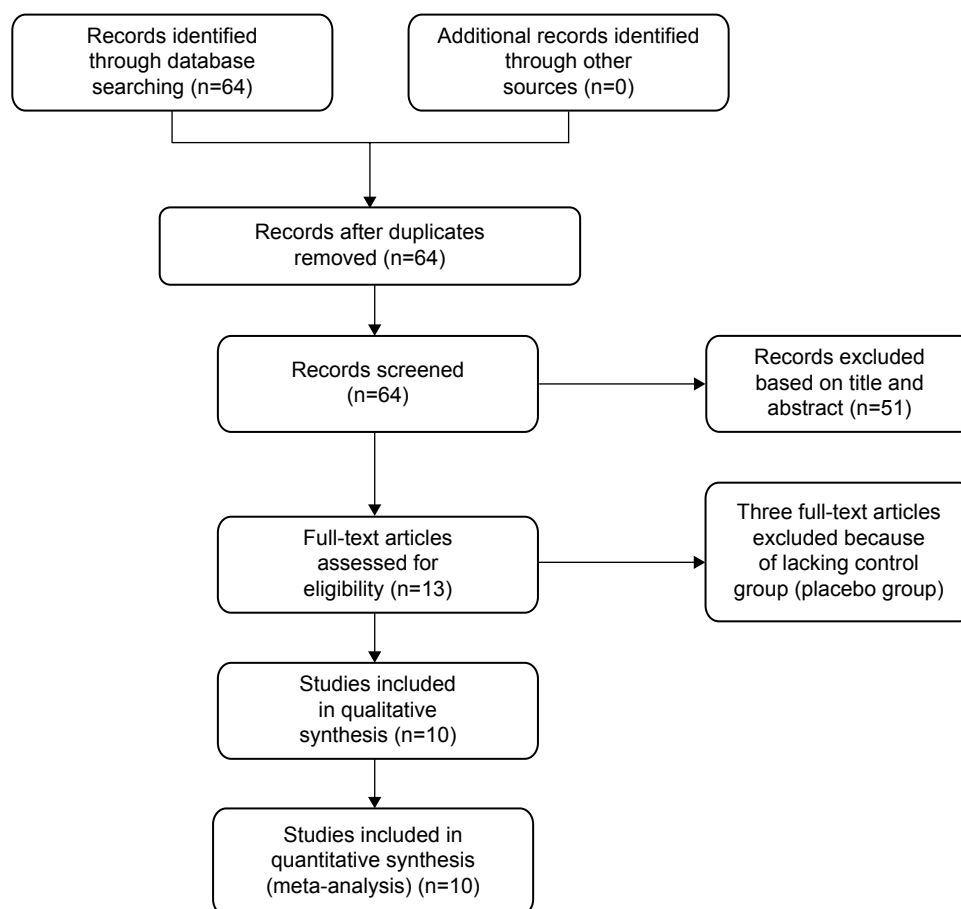 Records identified
through database
searching (n=64)
Additional records identified
through other
sources (n=0)
Records after duplicates
removed (n=64)
Records screened
(n=64)
Records excluded
based on title and
abstract (n=51)
Full-text articles
assessed for
eligibility (n=13)
Three full-text articles
excluded because
of lacking control
group (placebo group)
Studies included
in qualitative
synthesis (n=10)
Studies included in
quantitative synthesis
(meta-analysis) (n=10)